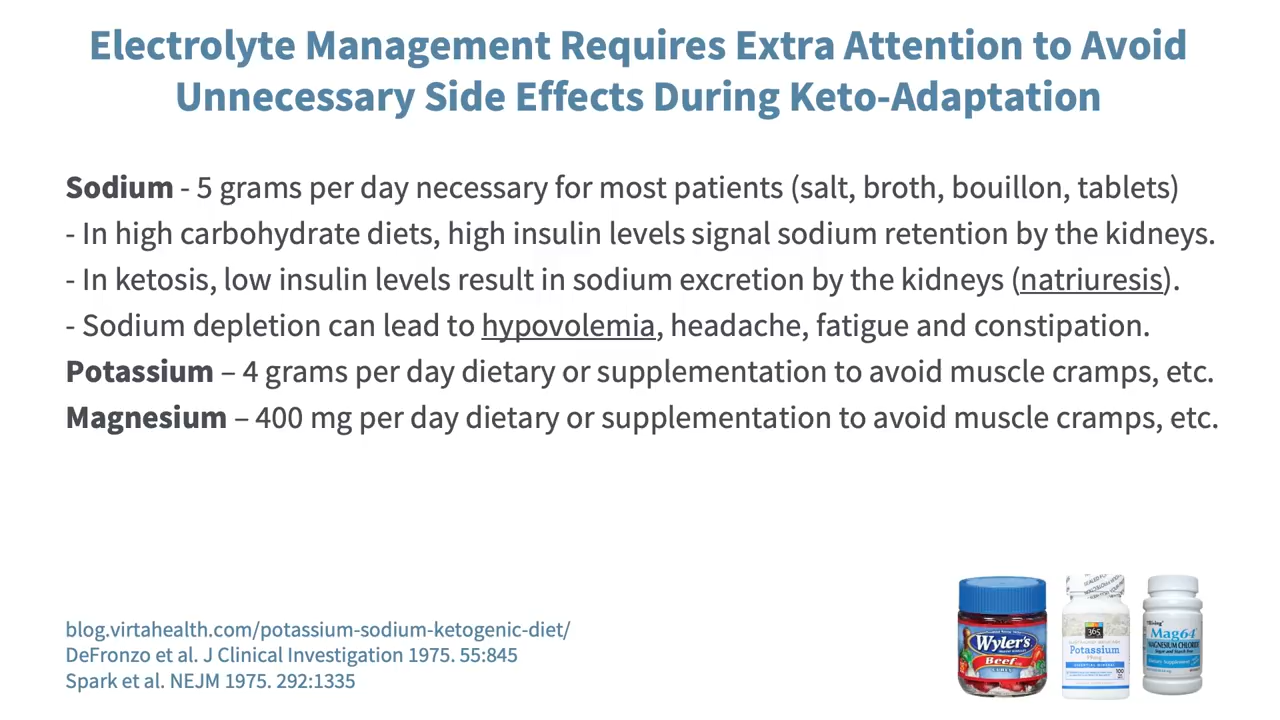 Electrolyte Management Requires Extra Attention to Avoid
Unnecessary Side Effects During Keto-Adaptation
Sodium - 5 grams per day necessary for most patients (salt, broth, bouillon, tablets)
- In high carbohydrate diets, high insulin levels signal sodium retention by the kidneys.
- In ketosis, low insulin levels result in sodium excretion by the kidneys (natriuresis).
- Sodium depletion can lead to hypovolemia, headache, fatigue and constipation.
Potassium – 4 grams per day dietary or supplementation to avoid muscle cramps, etc.
Magnesium – 400 mg per day dietary or supplementation to avoid muscle cramps, etc.
blog.virtahealth.com/potassium-sodium-ketogenic-diet/
DeFronzo et al. J Clinical Investigation 1975. 55:845
Spark et al. NEJM 1975. 292:1335
Wyler's
Beef
365
Potassium
100
Mag64
MAGNESIUM CHLORIDE